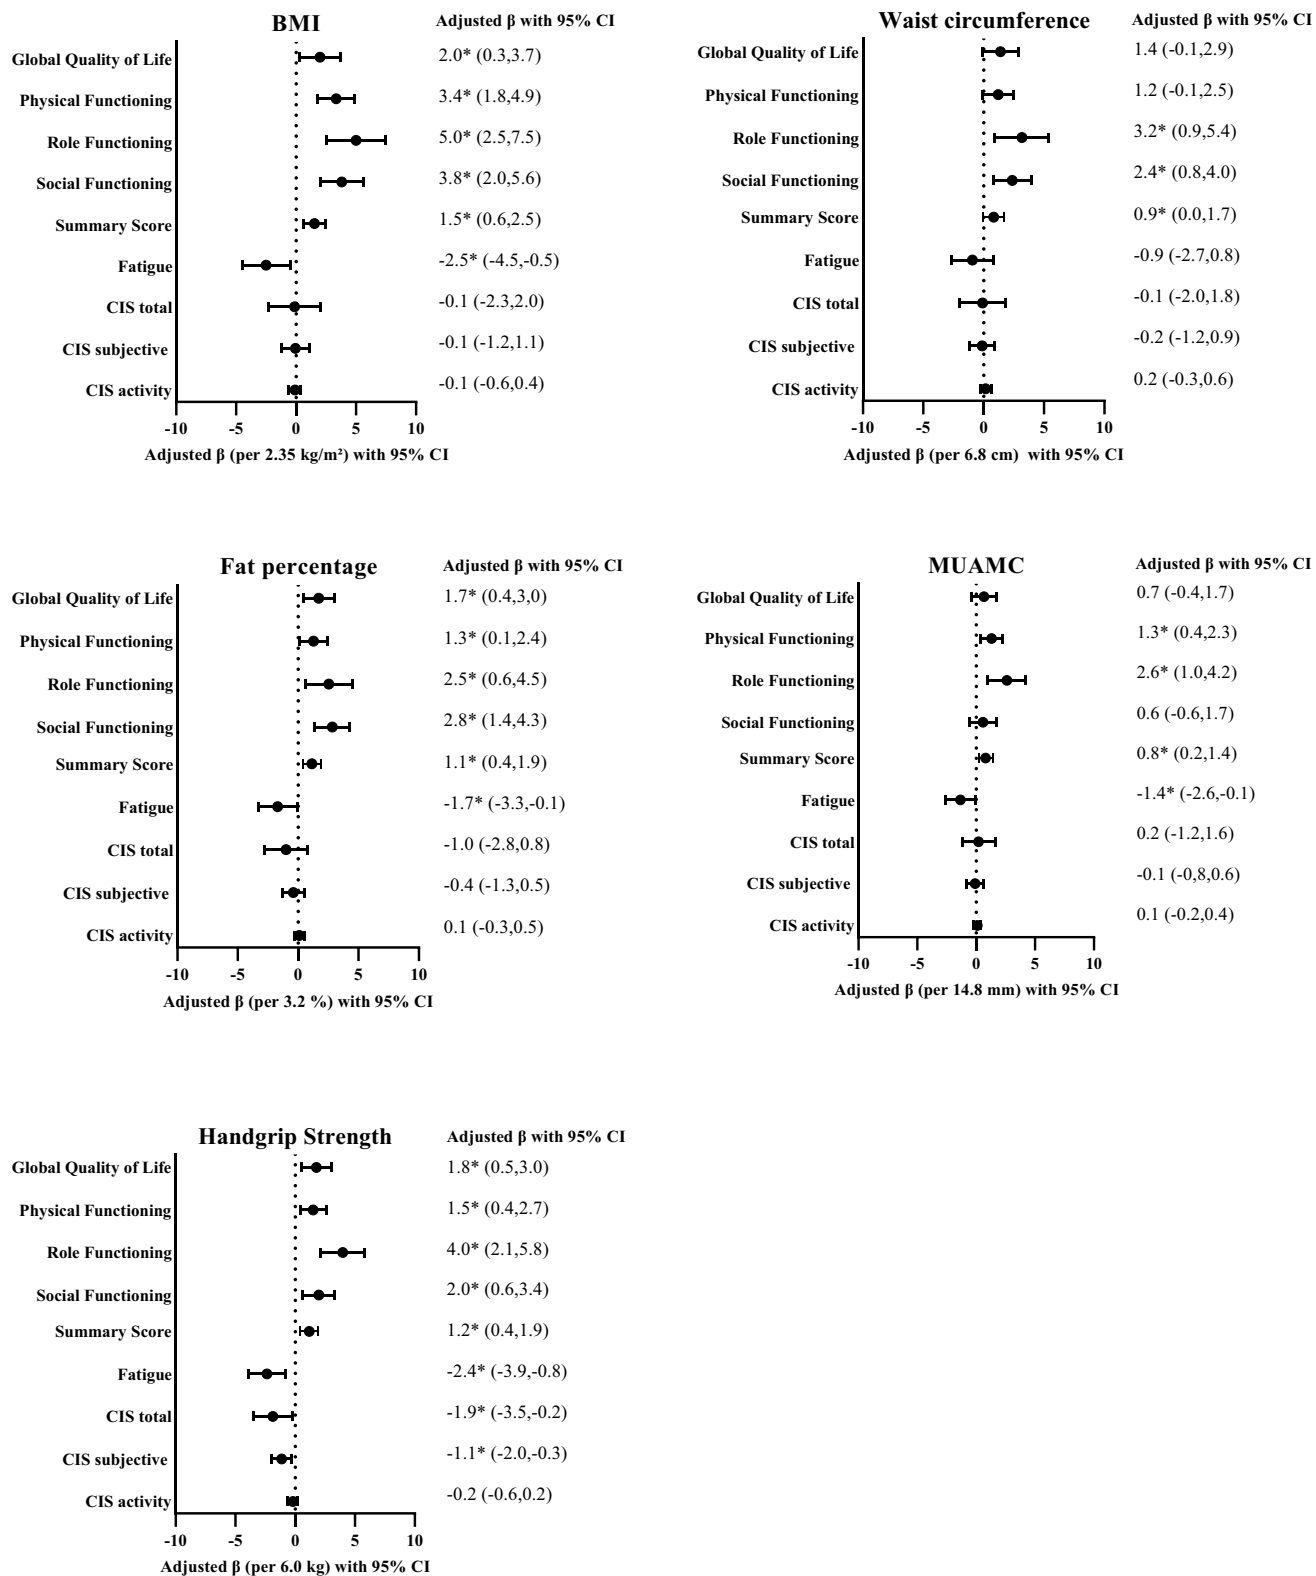 BMI
Adjusted β with 95% CI
Global Quality of Life 2.0* (0.3,3.7)
Physical Functioning 3.4* (1.8,4.9)
Role Functioning 5.0* (2.5,7.5)
Social Functioning 3.8* (2.0,5.6)
Summary Score 1.5* (0.6,2.5)
Fatigue -2.5* (-4.5,-0.5)
CIS total -0.1 (-2.3,2.0)
CIS subjective -0.1 (-1.2,1.1)
CIS activity -0.1 (-0.6,0.4)
-10 -5 0 5 10
Adjusted β (per 2.35 kg/m²) with 95% CI
Waist circumference
Adjusted β with 95% CI
Global Quality of Life 1.4 (-0.1,2.9)
Physical Functioning 1.2 (-0.1,2.5)
Role Functioning 3.2* (0.9,5.4)
Social Functioning 2.4* (0.8,4.0)
Summary Score 0.9* (0.0,1.7)
Fatigue -0.9 (-2.7,0.8)
CIS total -0.1 (-2.0,1.8)
CIS subjective -0.2 (-1.2,0.9)
CIS activity 0.2 (-0.3,0.6)
-10 -5 0 5 10
Adjusted β (per 6.8 cm) with 95% CI
Fat percentage
Adjusted β with 95% CI
Global Quality of Life 1.7* (0.4,3,0)
Physical Functioning 1.3* (0.1,2.4)
Role Functioning 2.5* (0.6,4.5)
Social Functioning 2.8* (1.4,4.3)
Summary Score 1.1* (0.4,1.9)
Fatigue -1.7* (-3.3,-0.1)
CIS total -1.0 (-2.8,0.8)
CIS subjective -0.4 (-1.3,0.5)
CIS activity 0.1 (-0.3,0.5)
-10 -5 0 5 10
Adjusted β (per 3.2 %) with 95% CI
MUAMC
Adjusted β with 95% CI
Global Quality of Life 0.7 (-0.4,1.7)
Physical Functioning 1.3* (0.4,2.3)
Role Functioning 2.6* (1.0,4.2)
Social Functioning 0.6 (-0.6,1.7)
Summary Score 0.8* (0.2,1.4)
Fatigue -1.4* (-2.6,-0.1)
CIS total 0.2 (-1.2,1.6)
CIS subjective -0.1 (-0,8,0.6)
CIS activity 0.1 (-0.2,0.4)
-10 -5 0 5 10
Adjusted β (per 14.8 mm) with 95% CI
Handgrip Strength
Adjusted β with 95% CI
Global Quality of Life 1.8* (0.5,3.0)
Physical Functioning 1.5* (0.4,2.7)
Role Functioning 4.0* (2.1,5.8)
Social Functioning 2.0* (0.6,3.4)
Summary Score 1.2* (0.4,1.9)
Fatigue -2.4* (-3.9,-0.8)
CIS total -1.9* (-3.5,-0.2)
CIS subjective -1.1* (-2.0,-0.3)
CIS activity -0.2 (-0.6,0.2)
-10 -5 0 5 10
Adjusted β (per 6.0 kg) with 95% CI